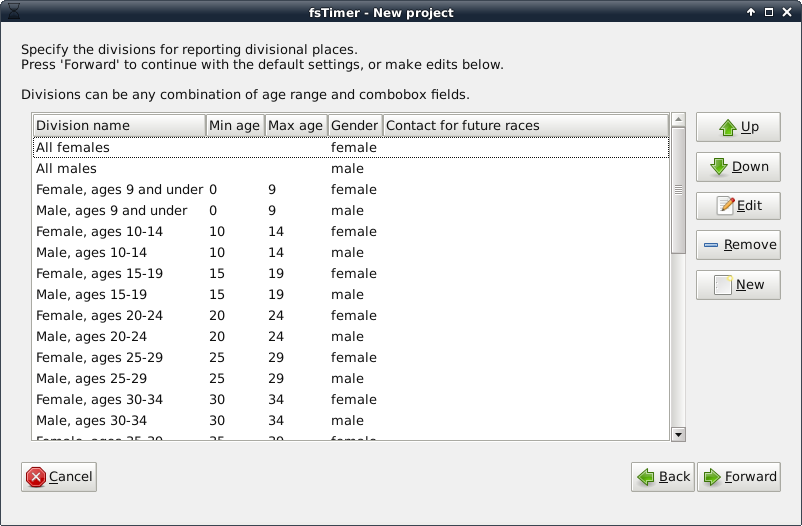 fsTimer - New project
Specify the divisions for reporting divisional places.
Press 'Forward' to continue with the default settings, or make edits below.
Divisions can be any combination of age range and combobox fields.
Division name Min age Max age Gender Contact for future races
All females female
All males male
Female, ages 9 and under 0 9 female
Male, ages 9 and under 0 9 male
Female, ages 10-14 10 14 female
Male, ages 10-14 10 14 male
Female, ages 15-19 15 19 female
Male, ages 15-19 15 19 male
Female, ages 20-24 20 24 female
Male, ages 20-24 20 24 male
Female, ages 25-29 25 29 female
Male, ages 25-29 25 29 male
Female, ages 30-34 30 34 female
Male, ages 30-34 30 34 male
Female, ages 35-39 35 39 female
Up
Down
Edit
Remove
New
Cancel
Back
Forward